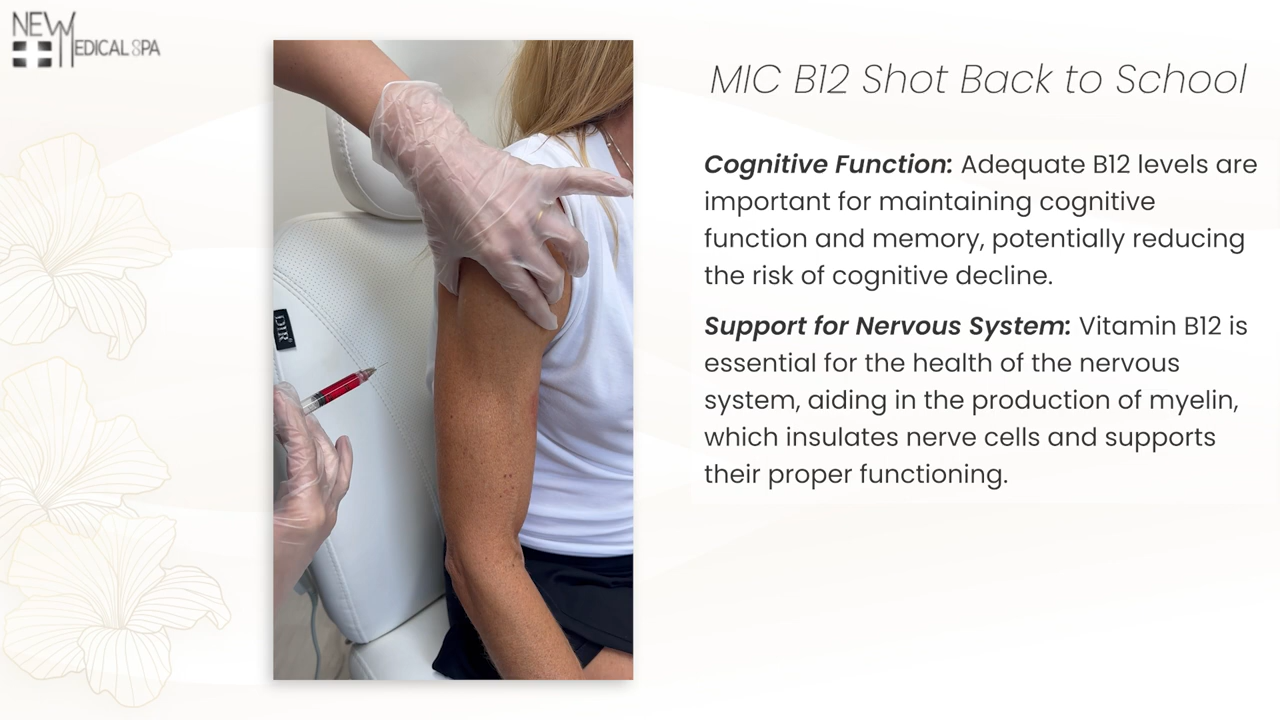 NEW
MEDICAL SPA
MIC B12 Shot Back to School
Cognitive Function: Adequate B12 levels are
important for maintaining cognitive
function and memory, potentially reducing
the risk of cognitive decline.
Support for Nervous System: Vitamin B12 is
essential for the health of the nervous
system, aiding in the production of myelin,
which insulates nerve cells and supports
their proper functioning.
DIR